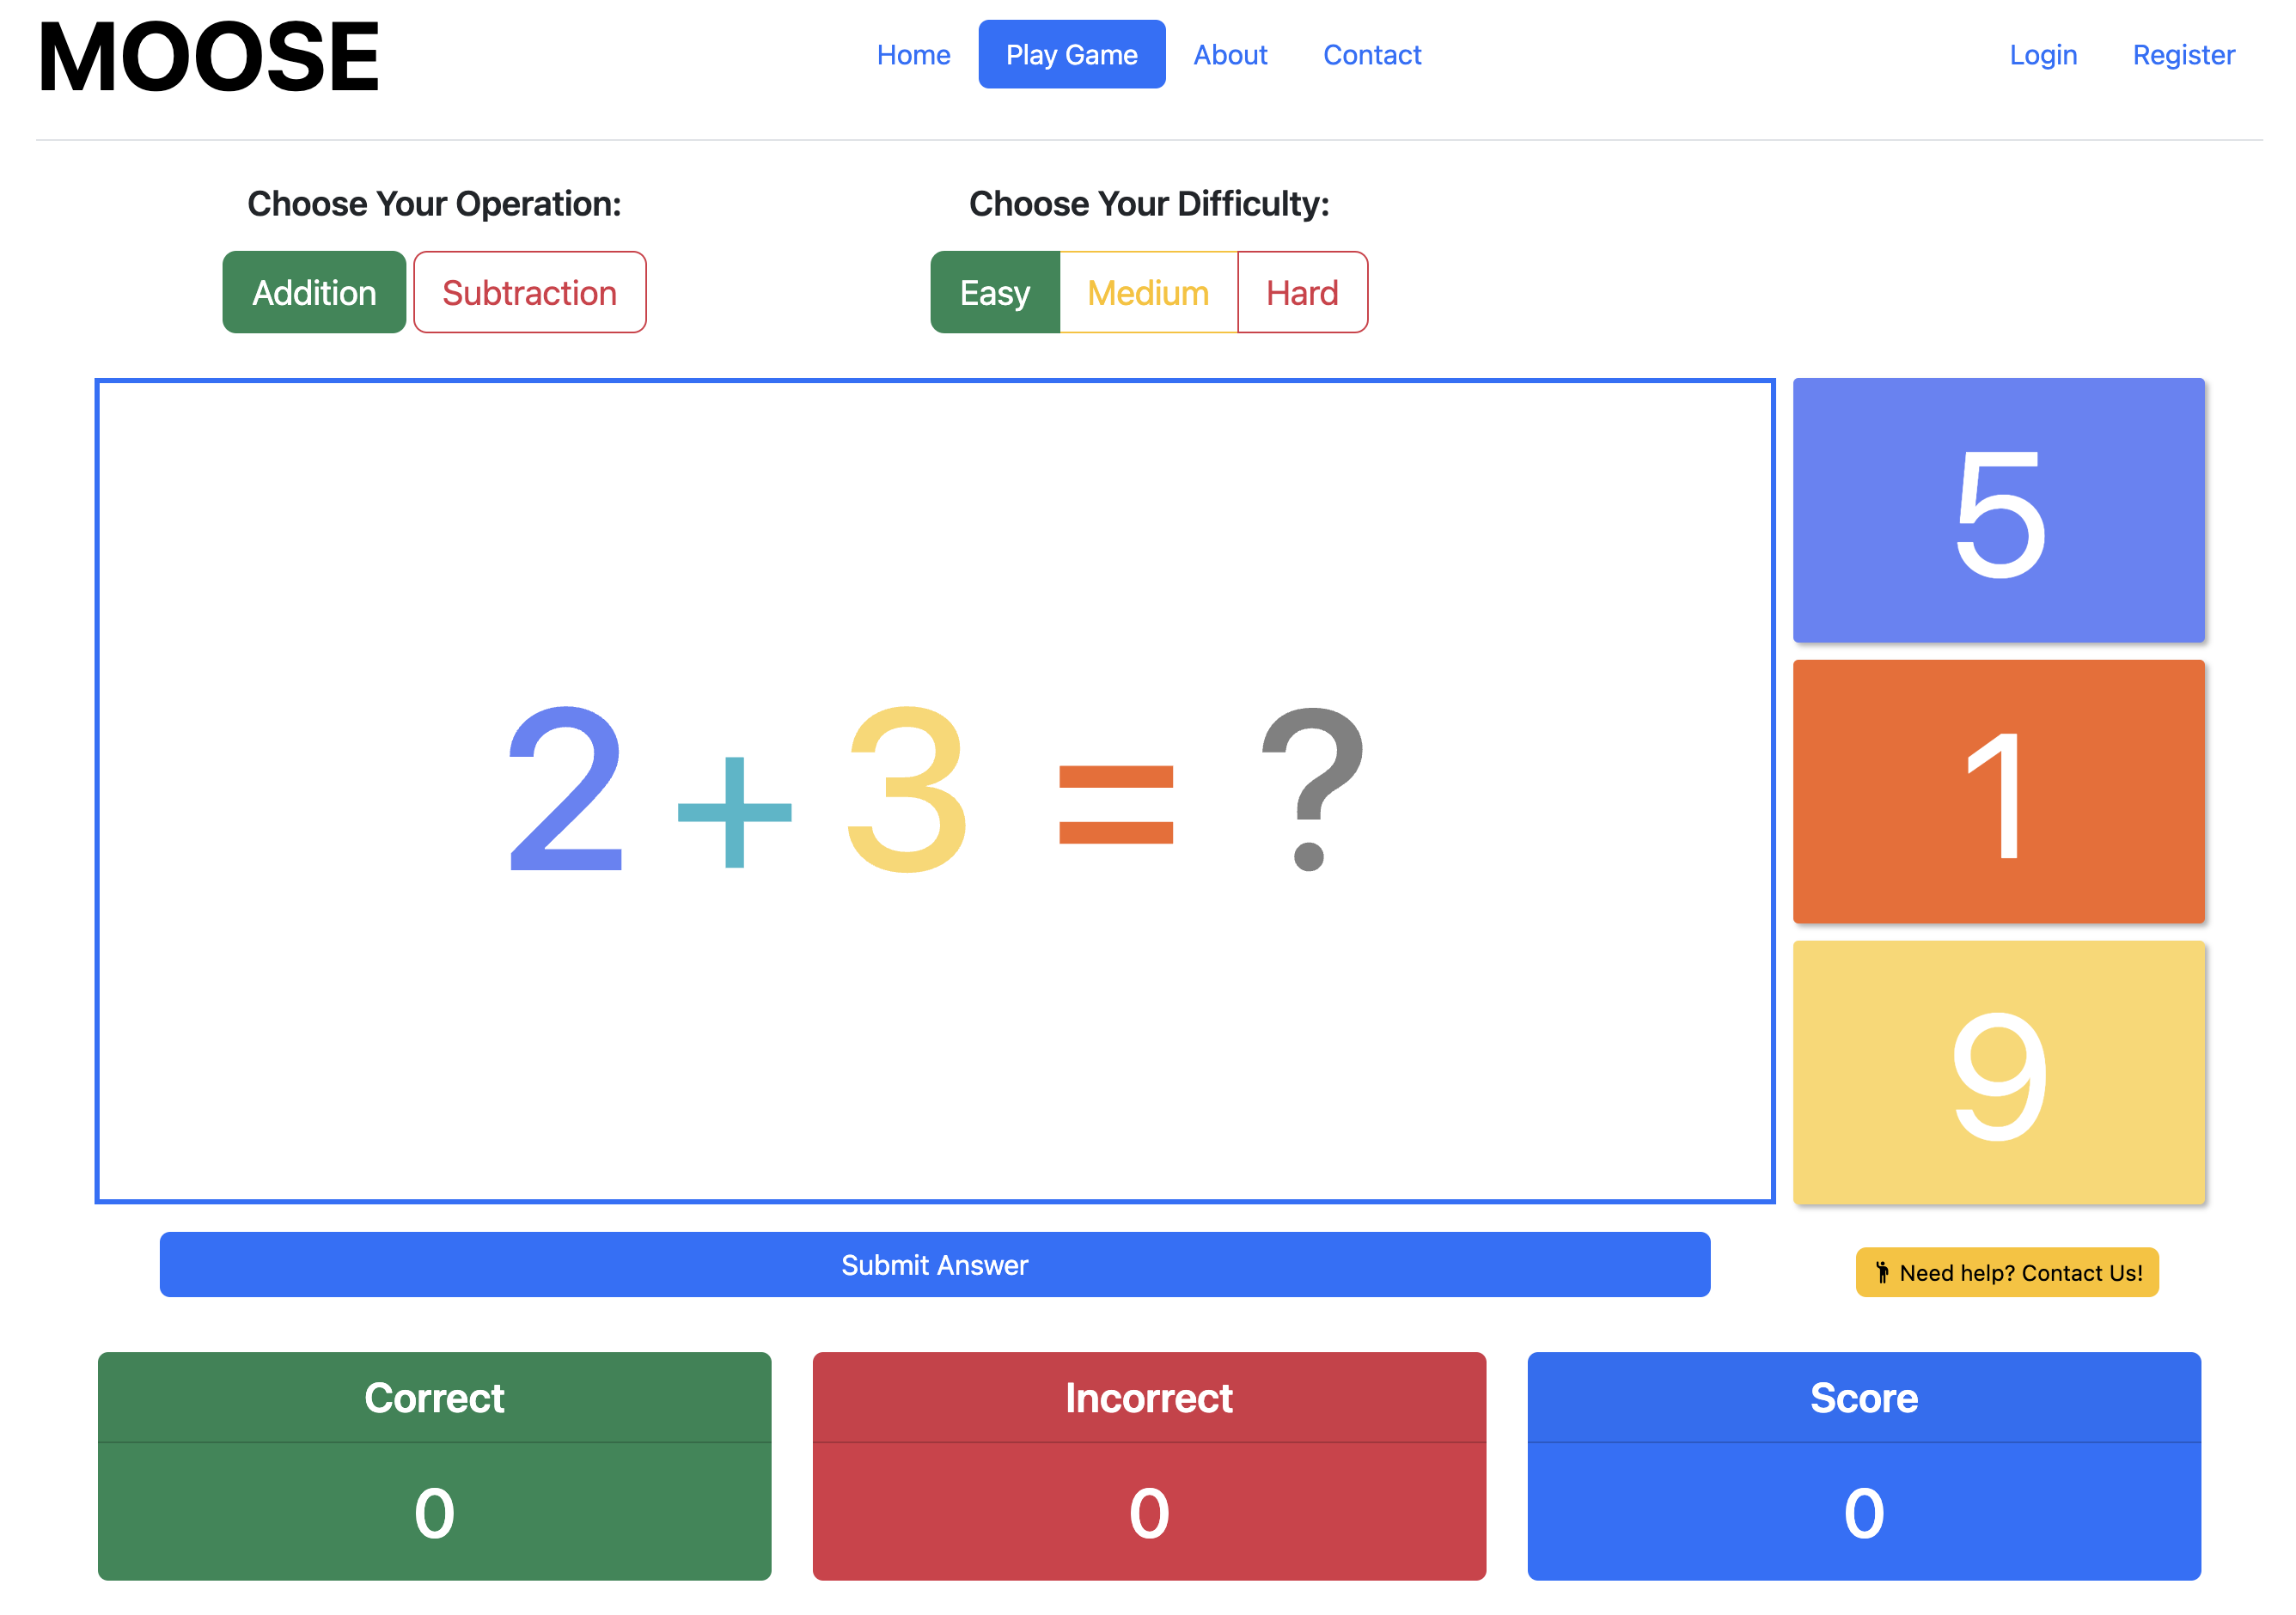 MOOSE
Home Play Game About Contact
Login Register
Choose Your Operation:
Addition Subtraction
Choose Your Difficulty:
Easy Medium Hard
2 + 3 = ?
5
1
9
Submit Answer
Need help? Contact Us!
Correct
0
Incorrect
0
Score
0